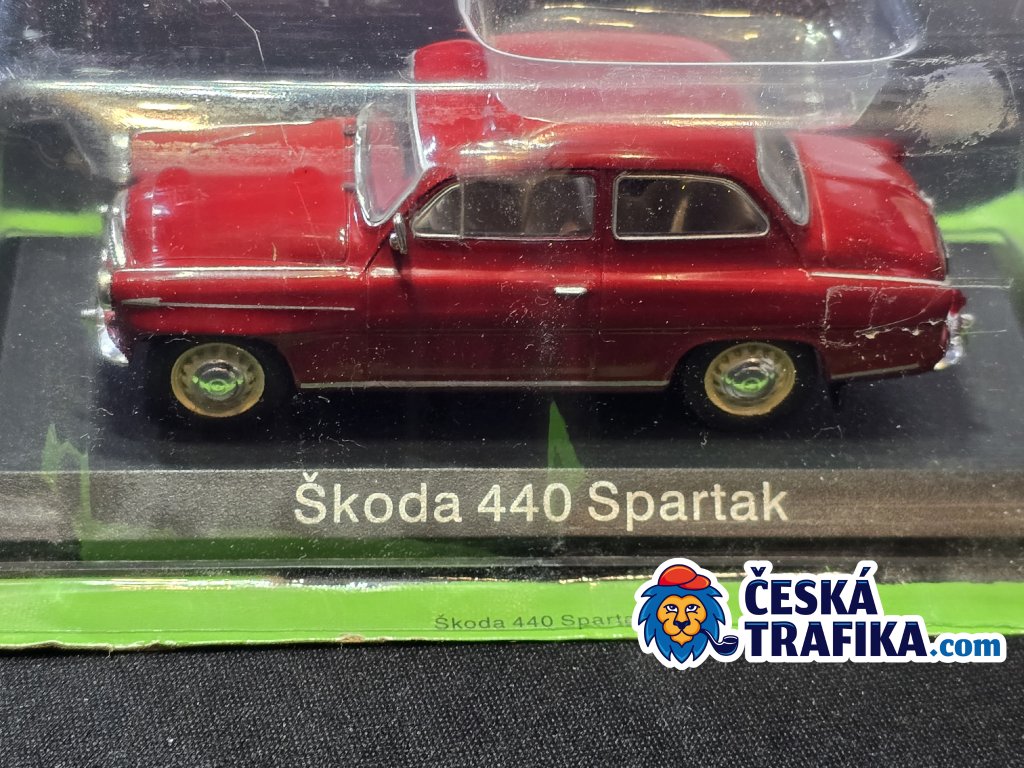 Škoda 440 Spartak
Škoda 440 Sparta
ČESKÁ
TRAFIKA.com